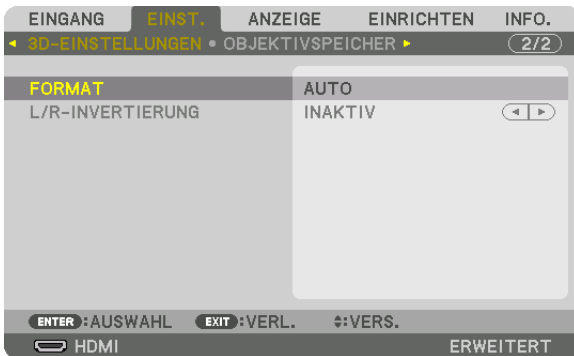 EINGANG EINST. ANZEIGE EINRICHTEN INFO.
3D-EINSTELLUNGEN • OBJEKTIVSPEICHER 2/2
FORMAT AUTO
L/R-INVERTIERUNG INAKTIV
ENTER :AUSWAHL EXIT :VERL. :VERS.
HDMI ERWEITERT